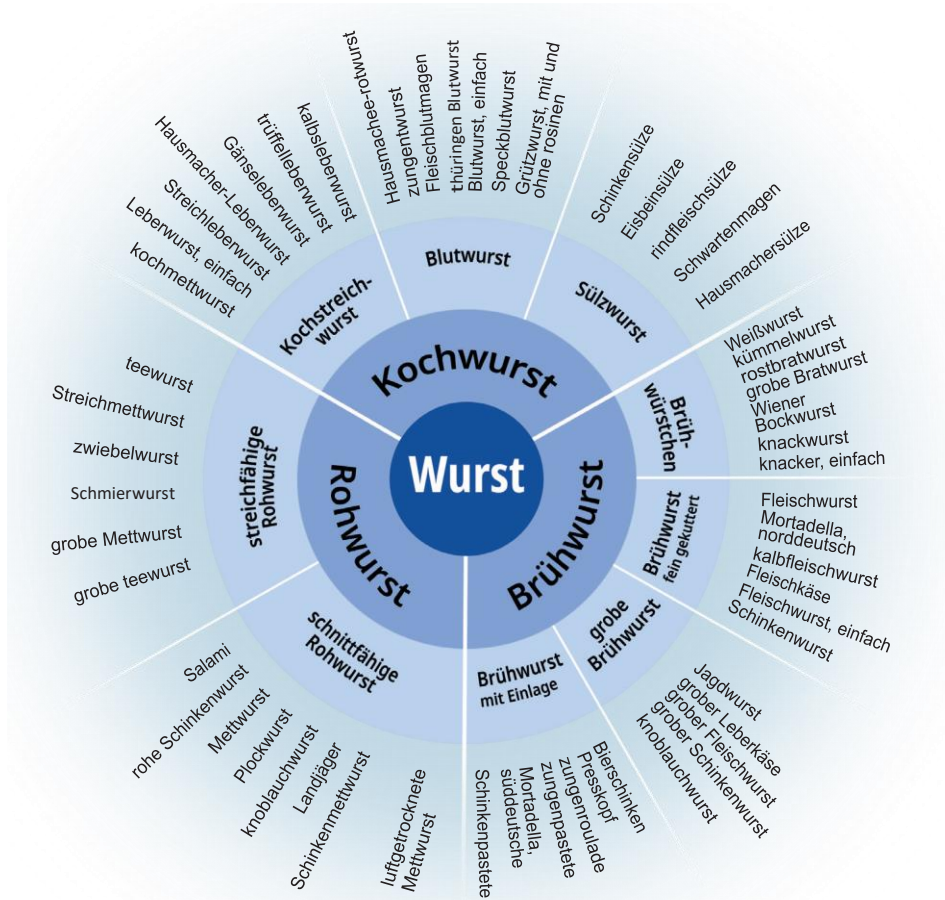 Wurst
Kochwurst
Kochstreich-
wurst
kochmettwurst
Leberwurst, einfach
Streichleberwurst
Hausmacher-Leberwurst
Gänseleberwurst
trüffelleberwurst
kalbsleberwurst
Blutwurst
Hausmachee-rotwurst
zungentwurst
Fleischblutmagen
thüringen Blutwurst
Blutwurst, einfach
Speckblutwurst
Grützwurst, mit und
ohne rosinen
Sülzwurst
Schinkensülze
Eisbeinsülze
rindfleischsülze
Schwartenmagen
Hausmachersülze
Brühwurst
Brüh-
würstchen
Weißwurst
kümmelwurst
rostbratwurst
grobe Bratwurst
Wiener
Bockwurst
knackwurst
knacker, einfach
Brühwurst
fein gekuttert
Fleischwurst
Mortadella,
norddeutsch
kalbfleischwurst
Fleischkäse
Fleischwurst, einfach
Schinkenwurst
grobe
Brühwurst
Jagdwurst
grober Leberkäse
grober Fleischwurst
grober Schinkenwurst
knoblauchwurst
Brühwurst
mit Einlage
Bierschinken
Presskopf
zungenroulade
zungenpastete
Mortadella,
süddeutsche
Schinkenpastete
Rohwurst
schnittfähige
Rohwurst
luftgetrocknete
Mettwurst
Schinkenmettwurst
Landjäger
knoblauchwurst
Plockwurst
Mettwurst
rohe Schinkenwurst
Salami
streichfähige
Rohwurst
grobe teewurst
grobe Mettwurst
Schmierwurst
zwiebelwurst
Streichmettwurst
teewurst